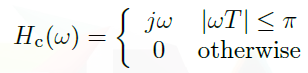 H_c(ω) = { jω |ωT| ≤ π
0 otherwise